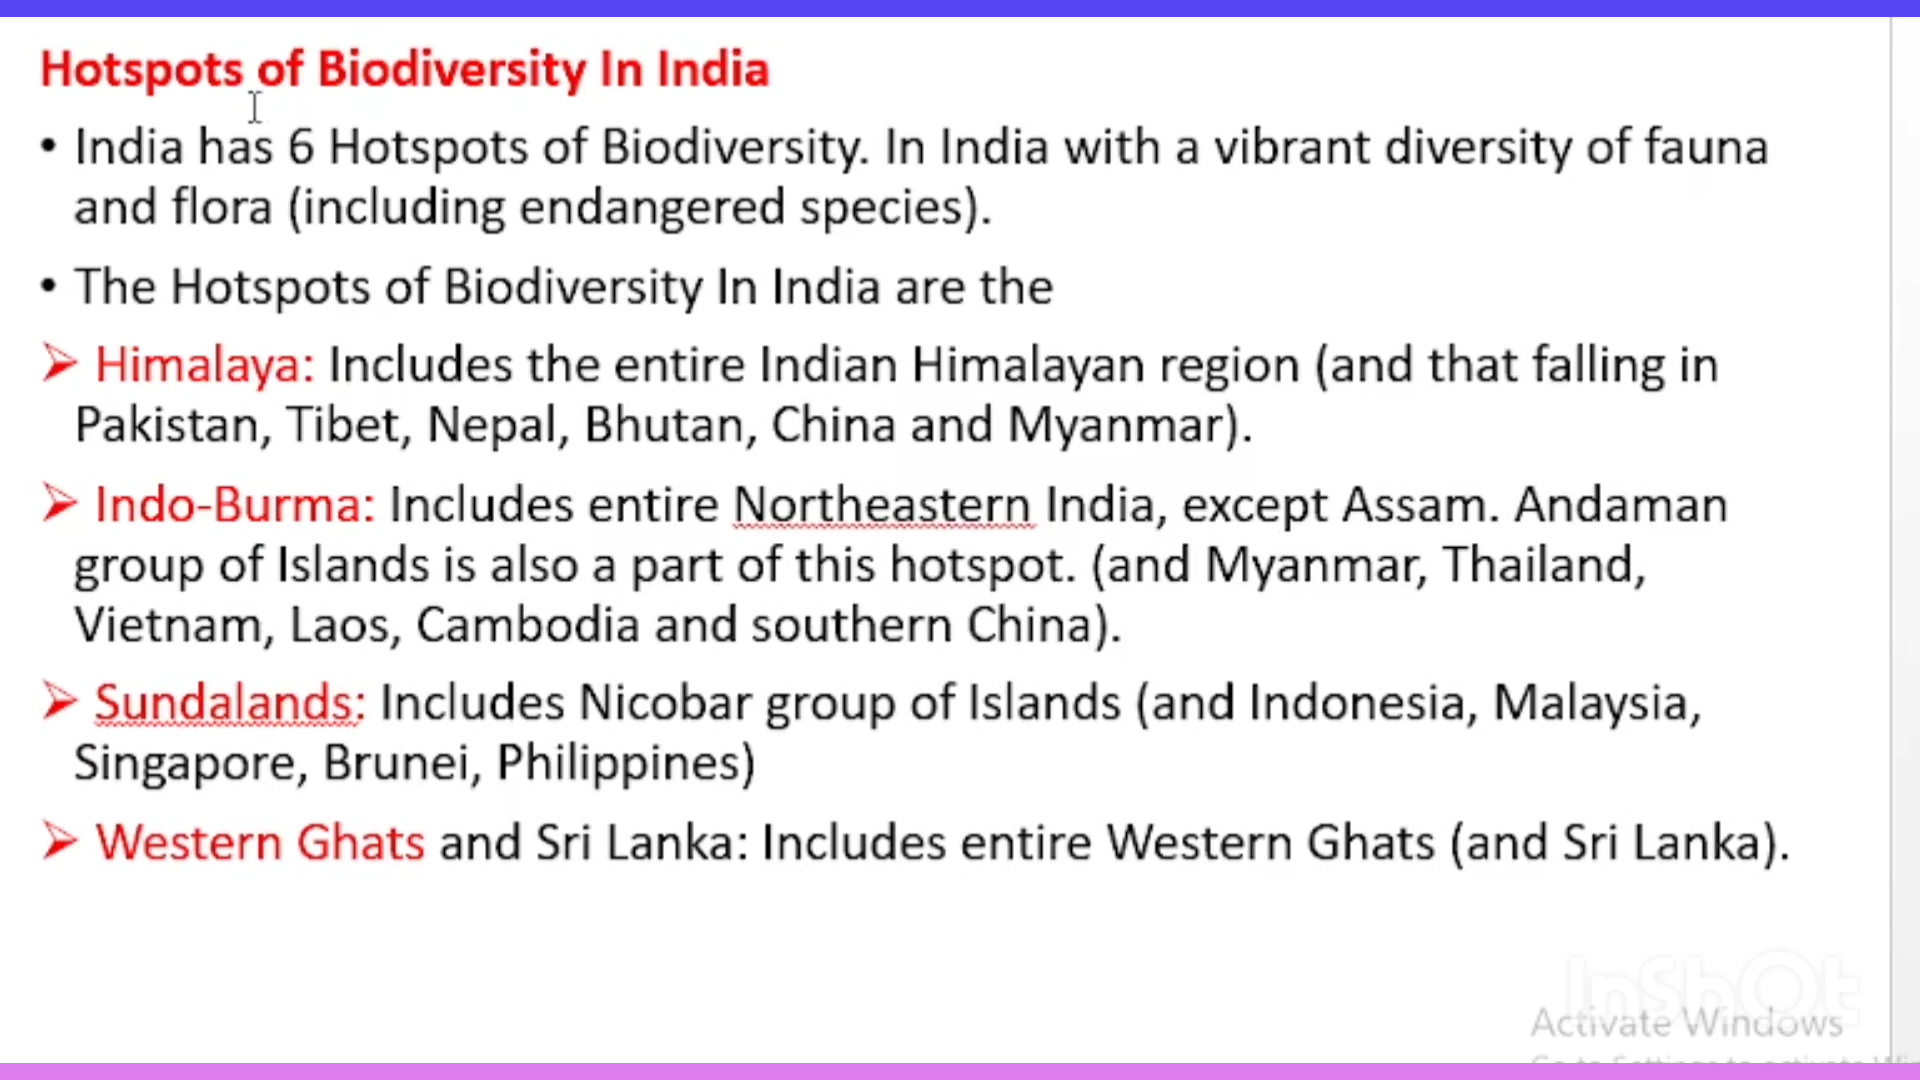 Hotspots of Biodiversity In India
• India has 6 Hotspots of Biodiversity. In India with a vibrant diversity of fauna
and flora (including endangered species).
• The Hotspots of Biodiversity In India are the
➢ Himalaya: Includes the entire Indian Himalayan region (and that falling in
Pakistan, Tibet, Nepal, Bhutan, China and Myanmar).
➢ Indo-Burma: Includes entire Northeastern India, except Assam. Andaman
group of Islands is also a part of this hotspot. (and Myanmar, Thailand,
Vietnam, Laos, Cambodia and southern China).
➢ Sundalands: Includes Nicobar group of Islands (and Indonesia, Malaysia,
Singapore, Brunei, Philippines)
➢ Western Ghats and Sri Lanka: Includes entire Western Ghats (and Sri Lanka).
InShOt
Activate Windows